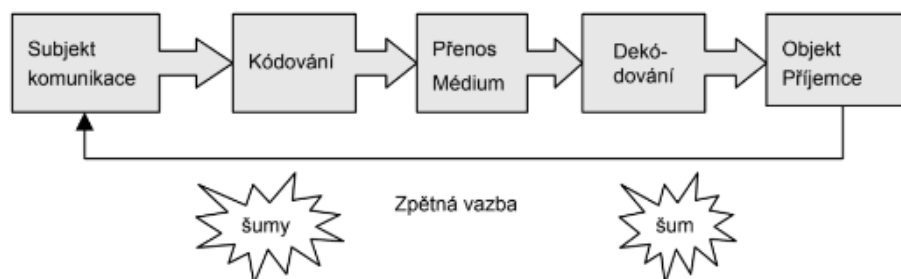 Subjekt
komunikace
Kódování
Přenos
Médium
Dekó-
dování
Objekt
Příjemce
Zpětná vazba
šumy
šum